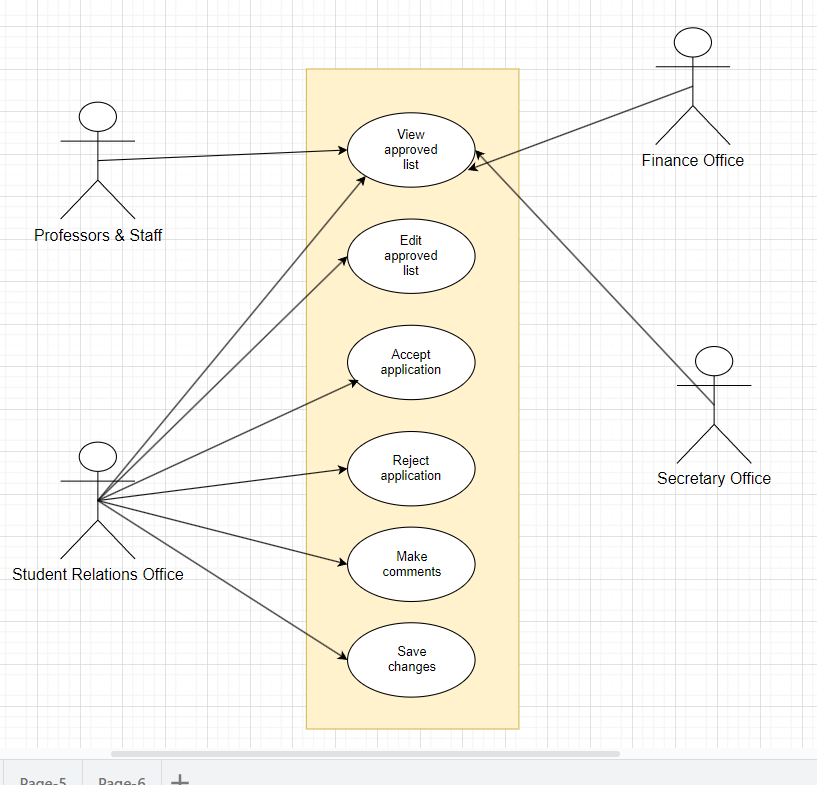 View
approved
list
Finance Office
Professors & Staff
Edit
approved
list
Accept
application
Reject
application
Secretary Office
Make
comments
Student Relations Office
Save
changes
Page-5
Page-6